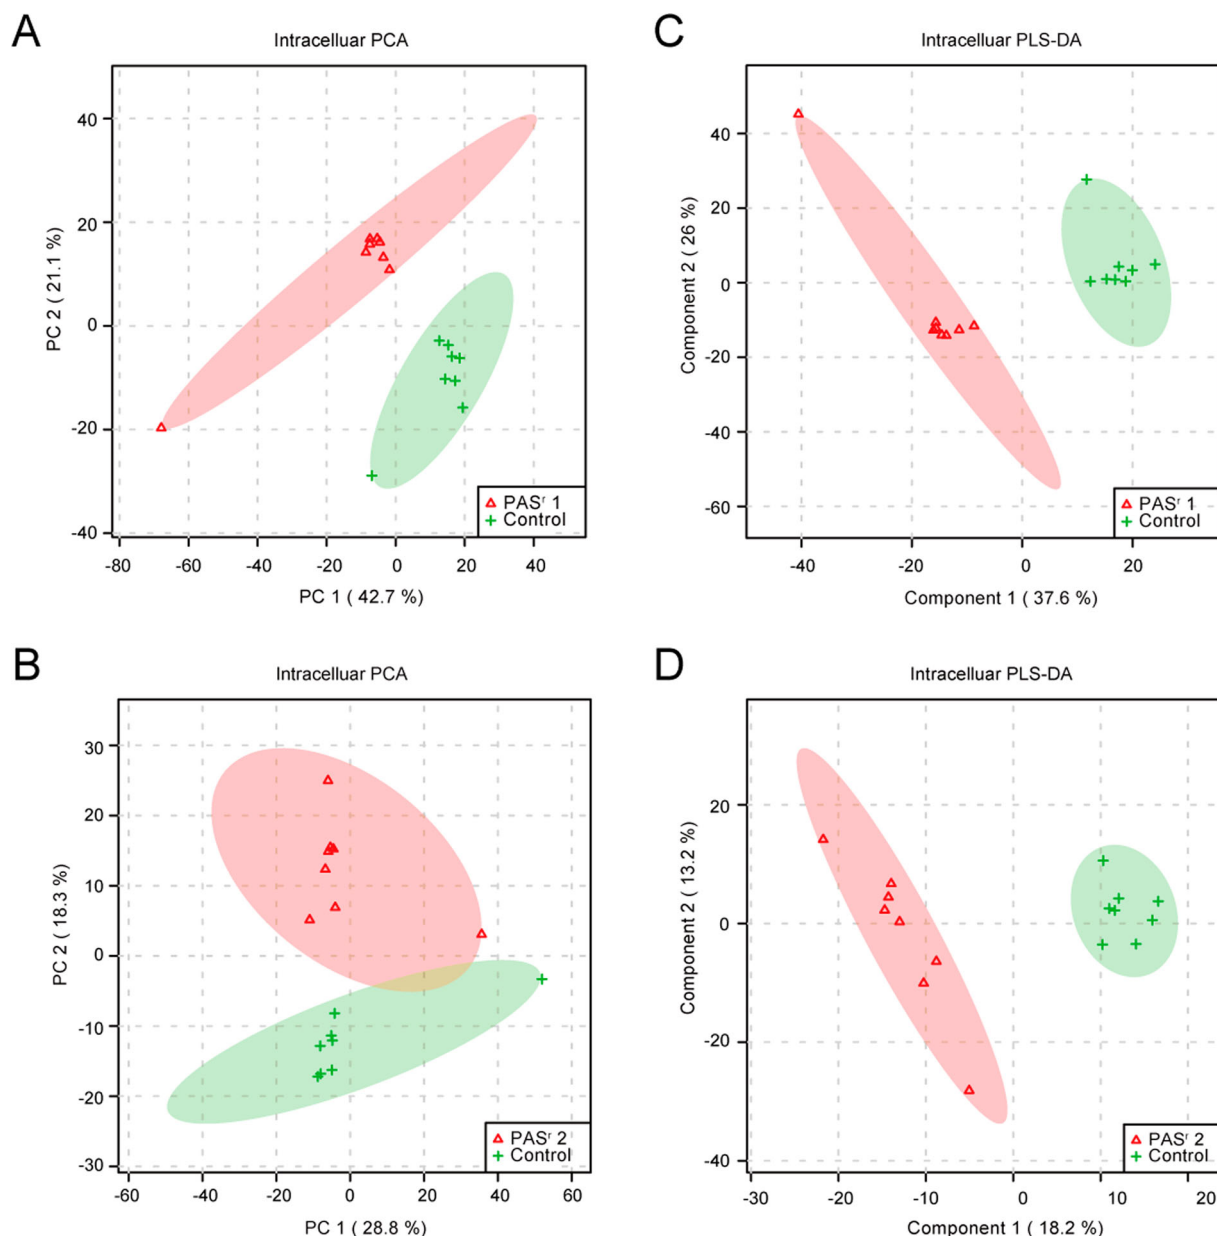 A
Intracelluar PCA
PC 2 ( 21.1 %)
40
20
0
-20
-40
-80
-60
-40
-20
0
20
40
PC 1 ( 42.7 %)
PASʳ 1
Control
C
Intracelluar PLS-DA
Component 2 ( 26 %)
40
20
0
-20
-40
-60
-40
-20
0
20
Component 1 ( 37.6 %)
PASʳ 1
Control
B
Intracelluar PCA
PC 2 ( 18.3 %)
30
20
10
0
-10
-20
-30
-60
-40
-20
0
20
40
60
PC 1 ( 28.8 %)
PASʳ 2
Control
D
Intracelluar PLS-DA
Component 2 ( 13.2 %)
20
0
-20
-40
-30
-20
-10
0
10
20
Component 1 ( 18.2 %)
PASʳ 2
Control